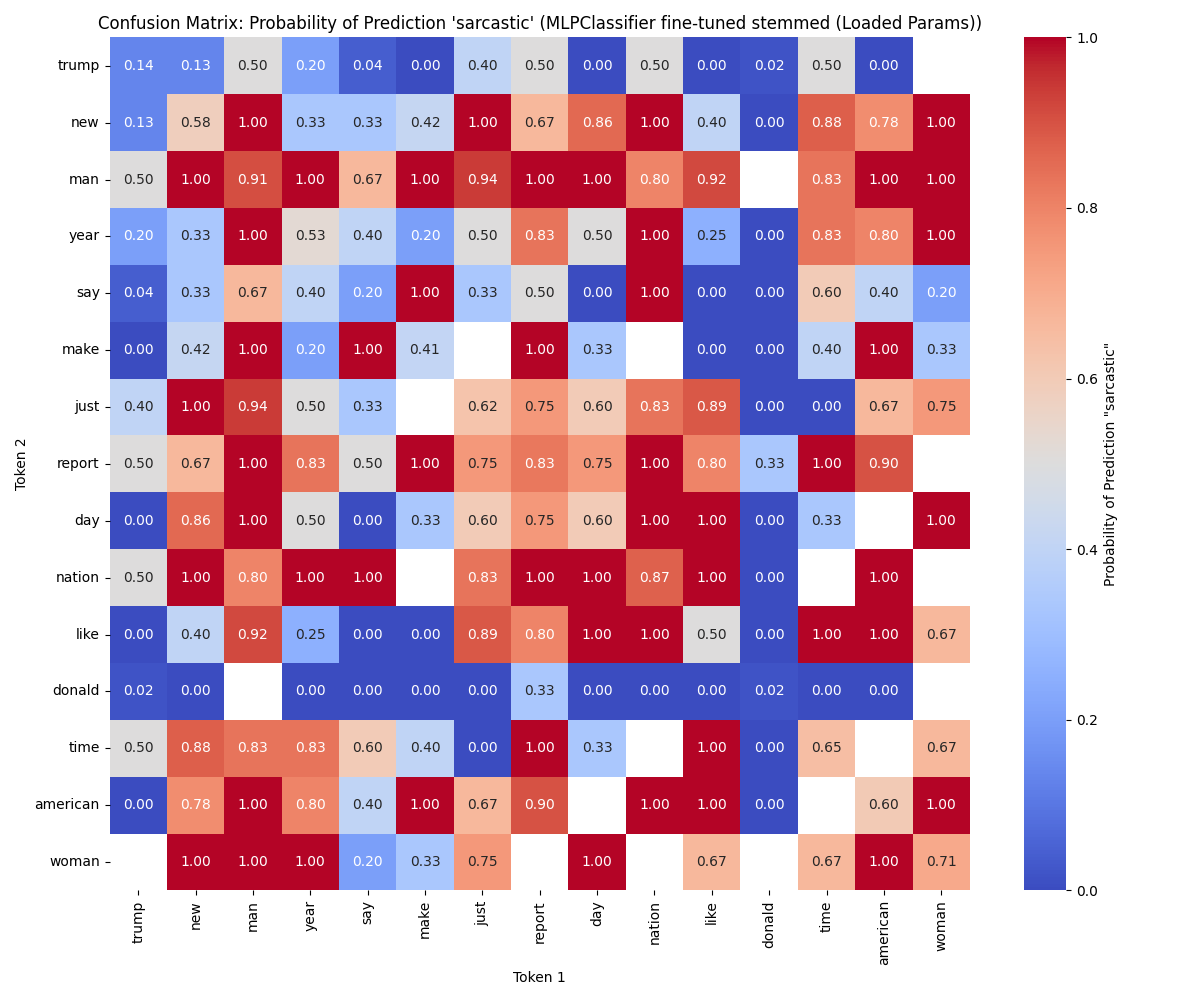 Confusion Matrix: Probability of Prediction 'sarcastic' (MLPClassifier fine-tuned stemmed (Loaded Params))
trump 0.14 0.13 0.50 0.20 0.04 0.00 0.40 0.50 0.00 0.50 0.00 0.02 0.50 0.00
new 0.13 0.58 1.00 0.33 0.33 0.42 1.00 0.67 0.86 1.00 0.40 0.00 0.88 0.78 1.00
man 0.50 1.00 0.91 1.00 0.67 1.00 0.94 1.00 1.00 0.80 0.92 0.83 1.00 1.00
year 0.20 0.33 1.00 0.53 0.40 0.20 0.50 0.83 0.50 1.00 0.25 0.00 0.83 0.80 1.00
say 0.04 0.33 0.67 0.40 0.20 1.00 0.33 0.50 0.00 1.00 0.00 0.00 0.60 0.40 0.20
make 0.00 0.42 1.00 0.20 1.00 0.41 1.00 0.33 0.00 0.00 0.40 1.00 0.33
just 0.40 1.00 0.94 0.50 0.33 0.62 0.75 0.60 0.83 0.89 0.00 0.00 0.67 0.75
report 0.50 0.67 1.00 0.83 0.50 1.00 0.75 0.83 0.75 1.00 0.80 0.33 1.00 0.90
day 0.00 0.86 1.00 0.50 0.00 0.33 0.60 0.75 0.60 1.00 1.00 0.00 0.33 1.00
nation 0.50 1.00 0.80 1.00 1.00 0.83 1.00 1.00 0.87 1.00 0.00 1.00
like 0.00 0.40 0.92 0.25 0.00 0.00 0.89 0.80 1.00 1.00 0.50 0.00 1.00 1.00 0.67
donald 0.02 0.00 0.00 0.00 0.00 0.00 0.33 0.00 0.00 0.00 0.02 0.00 0.00
time 0.50 0.88 0.83 0.83 0.60 0.40 0.00 1.00 0.33 1.00 0.00 0.65 0.67
american 0.00 0.78 1.00 0.80 0.40 1.00 0.67 0.90 1.00 1.00 0.00 0.60 1.00
woman 1.00 1.00 1.00 0.20 0.33 0.75 1.00 0.67 0.67 1.00 0.71
trump new man year say make just report day nation like donald time american woman
Token 1
Token 2
1.0
0.8
0.6
0.4
0.2
0.0
Probability of Prediction "sarcastic"